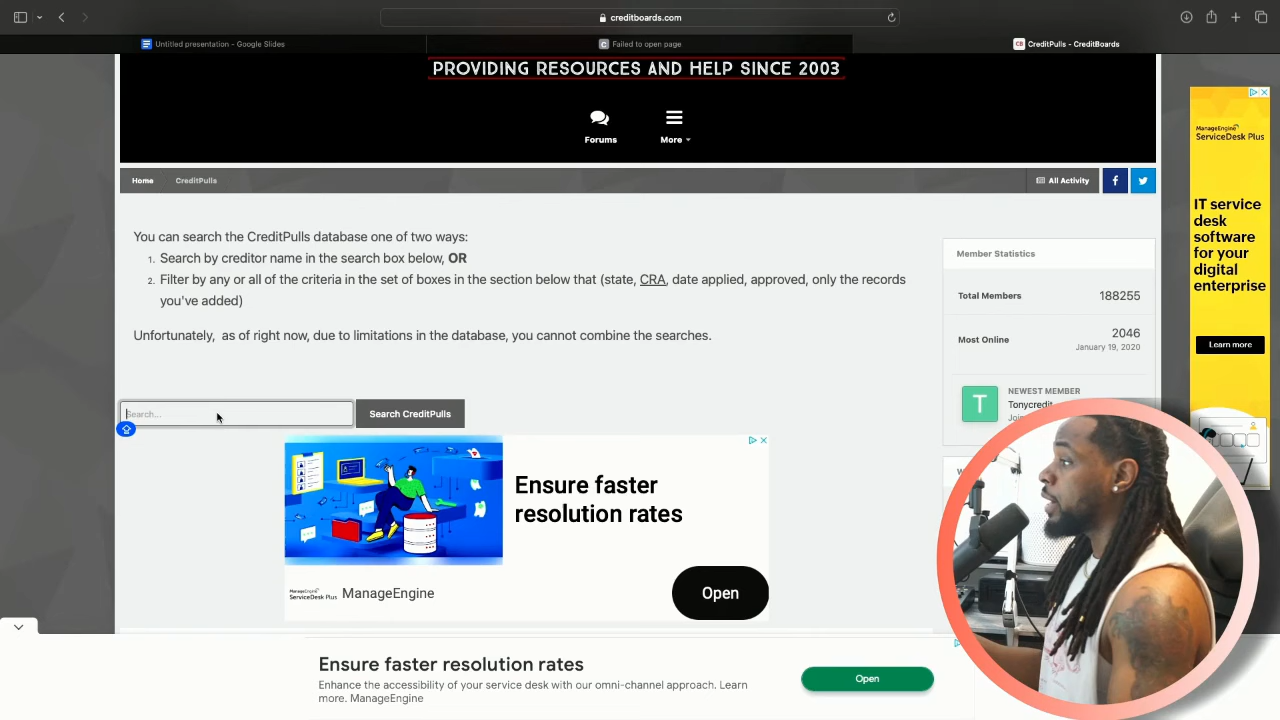 creditboards.com
Untitled presentation - Google Slides
C Failed to open page
CB CreditPulls - CreditBoards
PROVIDING RESOURCES AND HELP SINCE 2003
Forums
More
Home
CreditPulls
All Activity
You can search the CreditPulls database one of two ways:
1. Search by creditor name in the search box below, OR
2. Filter by any or all of the criteria in the set of boxes in the section below that (state, CRA, date applied, approved, only the records
you've added)
Unfortunately, as of right now, due to limitations in the database, you cannot combine the searches.
Search...
Search CreditPulls
Member Statistics
Total Members
188255
Most Online
2046
January 19, 2020
T
NEWEST MEMBER
Tonycredit
ManageEngine
ServiceDesk Plus
IT service
desk
software
for your
digital
enterprise
Learn more
Ensure faster
resolution rates
ManageEngine
ServiceDesk Plus
ManageEngine
Open
Ensure faster resolution rates
Enhance the accessibility of your service desk with our omni-channel approach. Learn
more. ManageEngine
Open